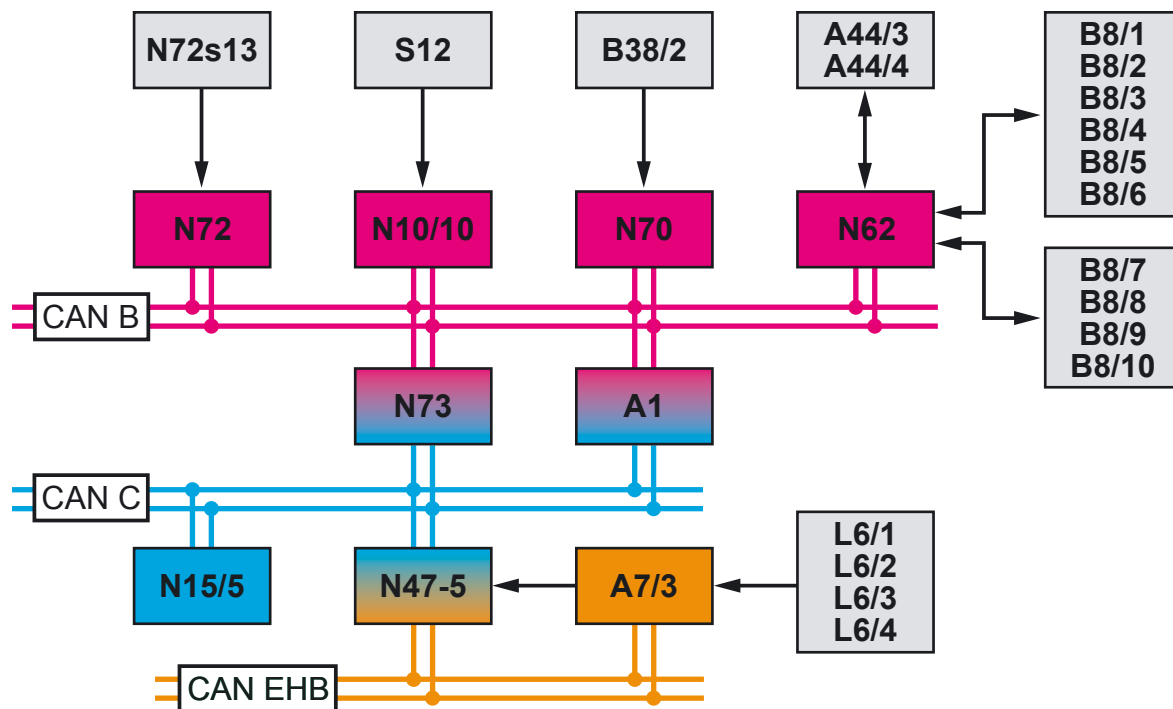 N72s13
S12
B38/2
A44/3
A44/4
B8/1
B8/2
B8/3
B8/4
B8/5
B8/6
N72
N10/10
N70
N62
B8/7
B8/8
B8/9
B8/10
CAN B
N73
A1
CAN C
N15/5
N47-5
A7/3
L6/1
L6/2
L6/3
L6/4
CAN EHB